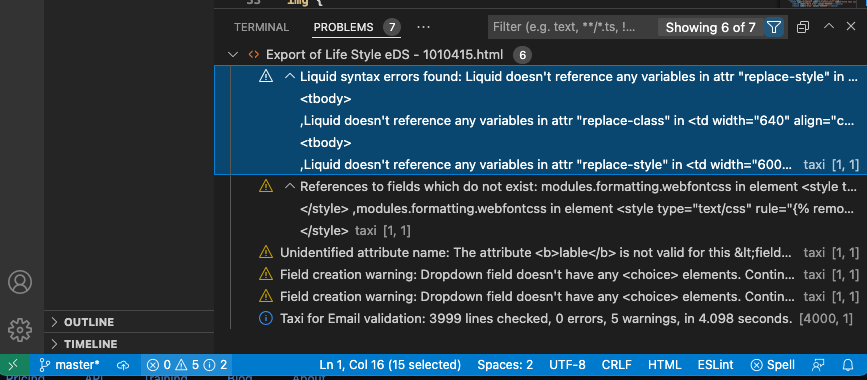 33
img {
TERMINAL PROBLEMS 7 ...
Filter (e.g. text, **/*.ts, !... Showing 6 of 7
Export of Life Style eDS - 1010415.html 6
Liquid syntax errors found: Liquid doesn't reference any variables in attr "replace-style" in ...
<tbody>
,Liquid doesn't reference any variables in attr "replace-class" in <td width="640" align="c...
<tbody>
,Liquid doesn't reference any variables in attr "replace-style" in <td width="600... taxi [1, 1]
References to fields which do not exist: modules.formatting.webfontcss in element <style t...
</style> ,modules.formatting.webfontcss in element <style type="text/css" rule="{% remo...
</style> taxi [1, 1]
Unidentified attribute name: The attribute <b>lable</b> is not valid for this &lt;field... taxi [1, 1]
Field creation warning: Dropdown field doesn't have any <choice> elements. Contin... taxi [1, 1]
Field creation warning: Dropdown field doesn't have any <choice> elements. Contin... taxi [1, 1]
Taxi for Email validation: 3999 lines checked, 0 errors, 5 warnings, in 4.098 seconds. [4000, 1]
OUTLINE
TIMELINE
master* 0 5 2 Ln 1, Col 16 (15 selected) Spaces: 2 UTF-8 CRLF HTML ESLint Spell
Pricing API Training Blog About